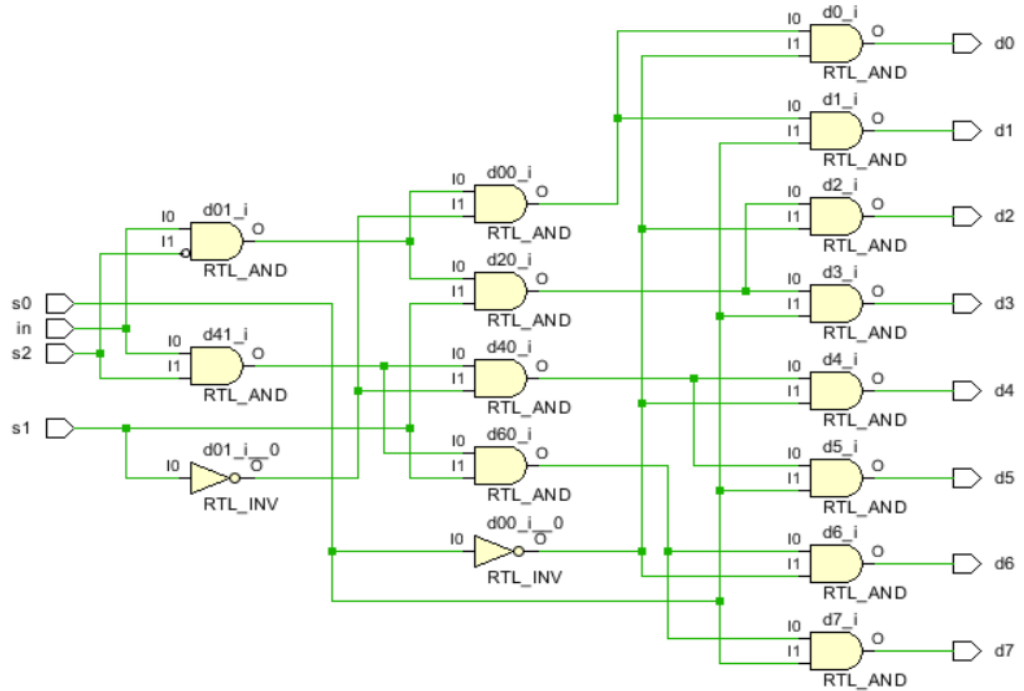 d0_i
I0 O
I1
d0
RTL_AND
d1_i
I0 O
I1
d1
RTL_AND
d00_i
I0 O
I1
RTL_AND
d2_i
I0 O
I1
d2
RTL_AND
d01_i
I0 O
I1
RTL_AND
d20_i
I0 O
I1
RTL_AND
d3_i
I0 O
I1
d3
RTL_AND
s0
in
s2
d41_i
I0 O
I1
RTL_AND
d40_i
I0 O
I1
RTL_AND
d4_i
I0 O
I1
d4
RTL_AND
s1
d01_i__0
I0 O
RTL_INV
d60_i
I0 O
I1
RTL_AND
d5_i
I0 O
I1
d5
RTL_AND
d00_i__0
I0 O
RTL_INV
d6_i
I0 O
I1
d6
RTL_AND
d7_i
I0 O
I1
d7
RTL_AND